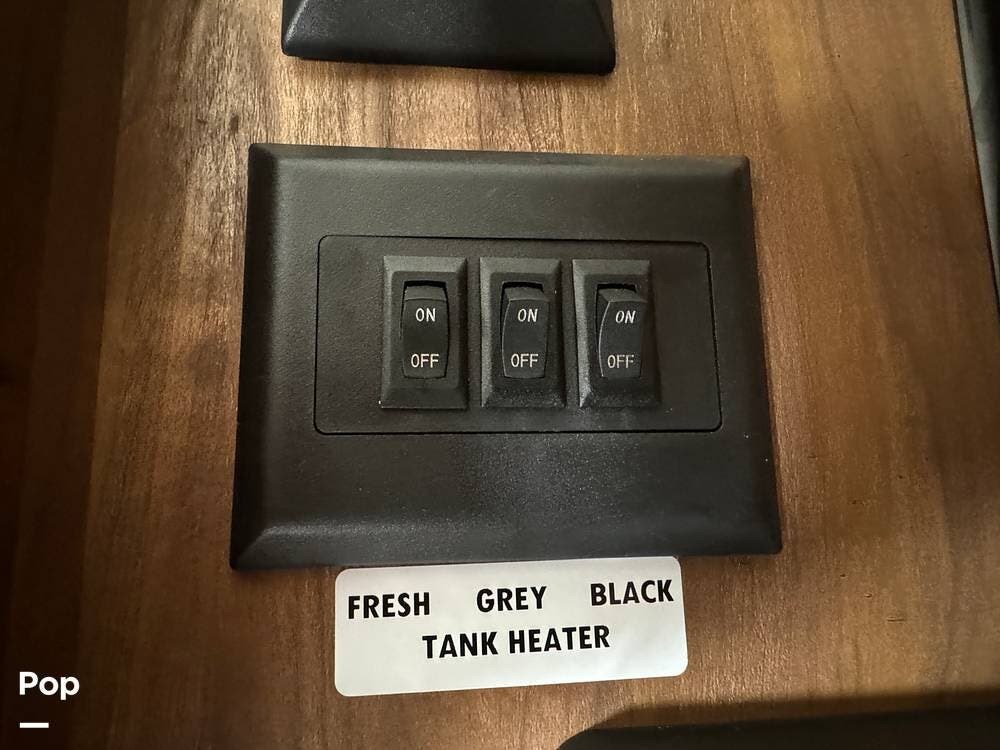 ON ON ON
OFF OFF OFF
FRESH GREY BLACK
TANK HEATER
Pop